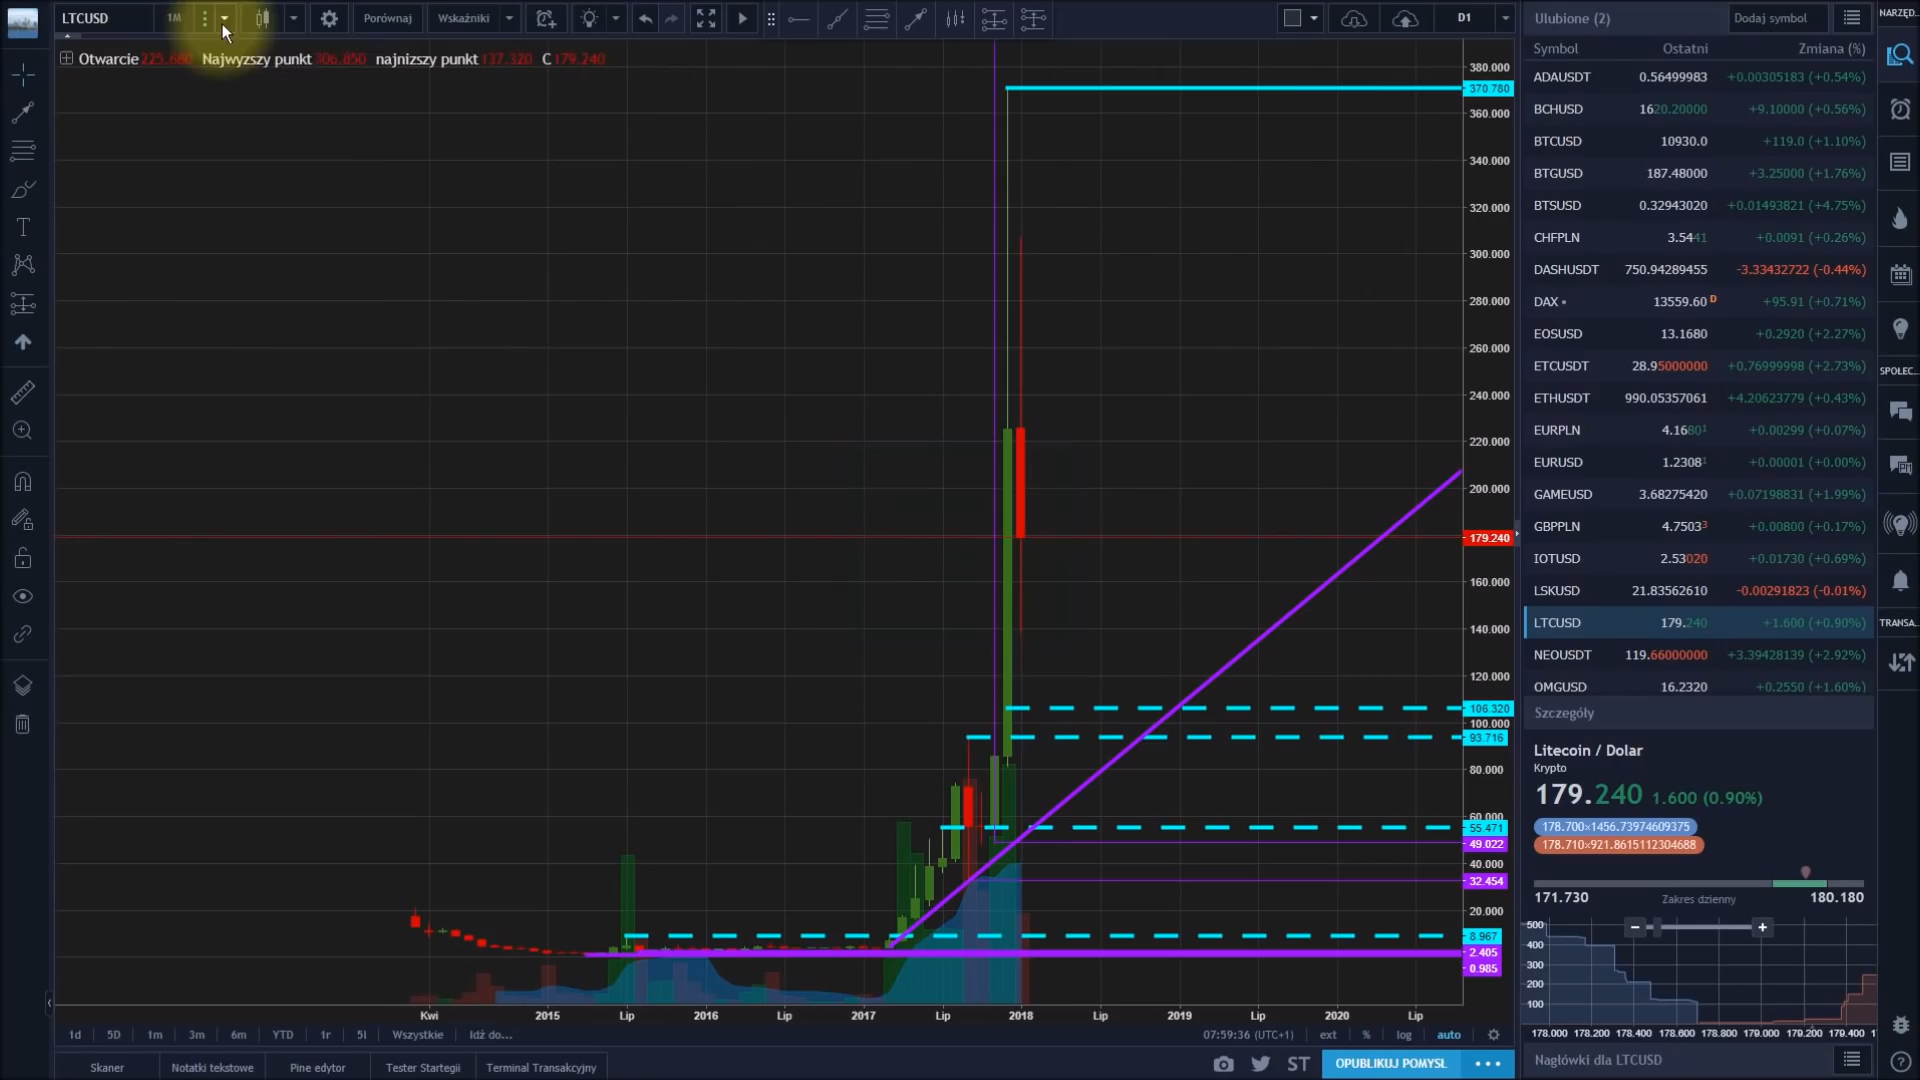 LTCUSD 1M Porównaj Wskaźniki D1
Otwarcie 225.680 Najwyzszy punkt 306.850 najnizszy punkt 137.320 C 179.240
380.000
370.780
360.000
340.000
320.000
300.000
280.000
260.000
240.000
220.000
200.000
179.240
160.000
140.000
120.000
106.320
100.000
93.716
80.000
60.000
55.471
49.022
40.000
32.454
20.000
8.967
2.405
0.985
Kwi 2015 Lip 2016 Lip 2017 Lip 2018 Lip 2019 Lip 2020 Lip
1d 5D 1m 3m 6m YTD 1r 5l Wszystkie Idź do... 07:59:36 (UTC+1) ext % log auto
Skaner Notatki tekstowe Pine edytor Tester Startegii Terminal Transakcyjny ST OPUBLIKUJ POMYSŁ
Ulubione (2) Dodaj symbol
Symbol Ostatni Zmiana (%)
ADAUSDT 0.56499983 +0.00305183 (+0.54%)
BCHUSD 1620.20000 +9.10000 (+0.56%)
BTCUSD 10930.0 +119.0 (+1.10%)
BTGUSD 187.48000 +3.25000 (+1.76%)
BTSUSD 0.32943020 +0.01493821 (+4.75%)
CHFPLN 3.5441 +0.0091 (+0.26%)
DASHUSDT 750.94289455 -3.33432722 (-0.44%)
DAX 13559.60 D +95.91 (+0.71%)
EOSUSD 13.1680 +0.2920 (+2.27%)
ETCUSDT 28.95000000 +0.76999998 (+2.73%)
ETHUSDT 990.05357061 +4.20623779 (+0.43%)
EURPLN 4.1680¹ +0.00299 (+0.07%)
EURUSD 1.2308¹ +0.00001 (+0.00%)
GAMEUSD 3.68275420 +0.07198831 (+1.99%)
GBPPLN 4.7503³ +0.00800 (+0.17%)
IOTUSD 2.53020 +0.01730 (+0.69%)
LSKUSD 21.83562610 -0.00291823 (-0.01%)
LTCUSD 179.240 +1.600 (+0.90%)
NEOUSDT 119.66000000 +3.39428139 (+2.92%)
OMGUSD 16.2320 +0.2550 (+1.60%)
Szczegóły
Litecoin / Dolar
Krypto
179.240 1.600 (0.90%)
178.700×1456.73974609375
178.710×921.8615112304688
171.730 Zakres dzienny 180.180
500
400
300
200
100
178.000 178.200 178.400 178.600 178.800 179.000 179.200 179.400
Nagłówki dla LTCUSD
NARZĘD...
SPOŁEC...
TRANSA...